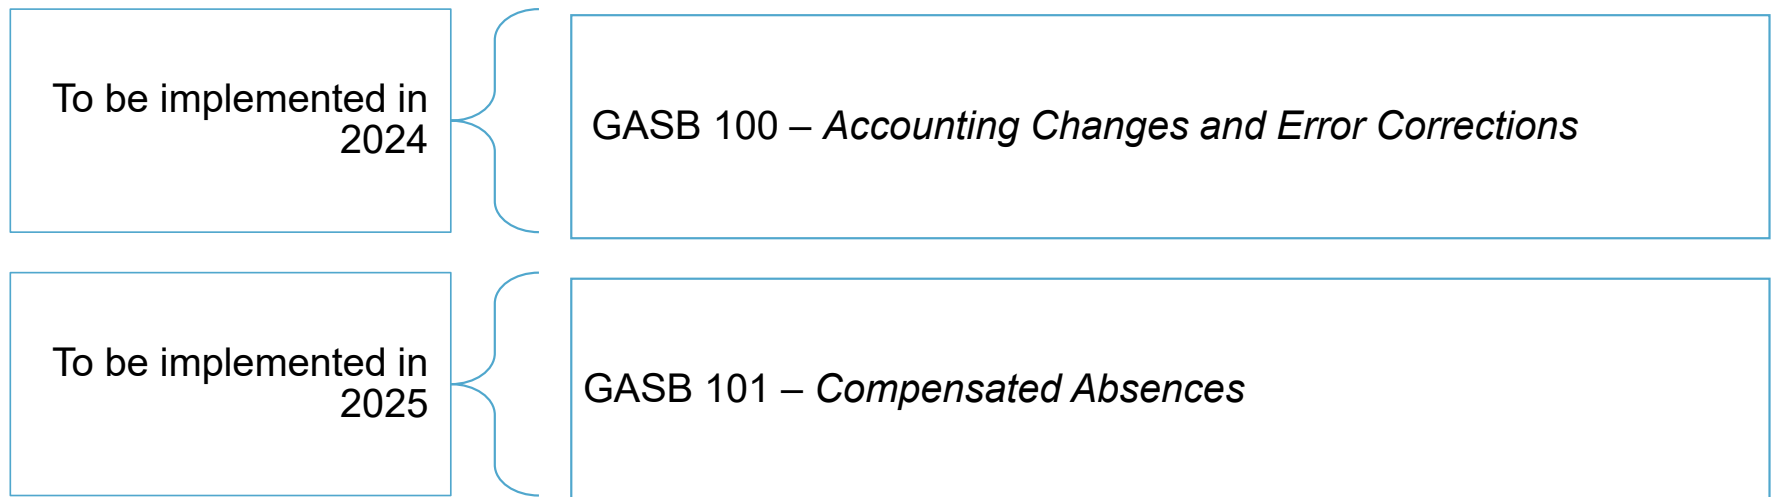 To be implemented in
2024
GASB 100 – Accounting Changes and Error Corrections
To be implemented in
2025
GASB 101 – Compensated Absences